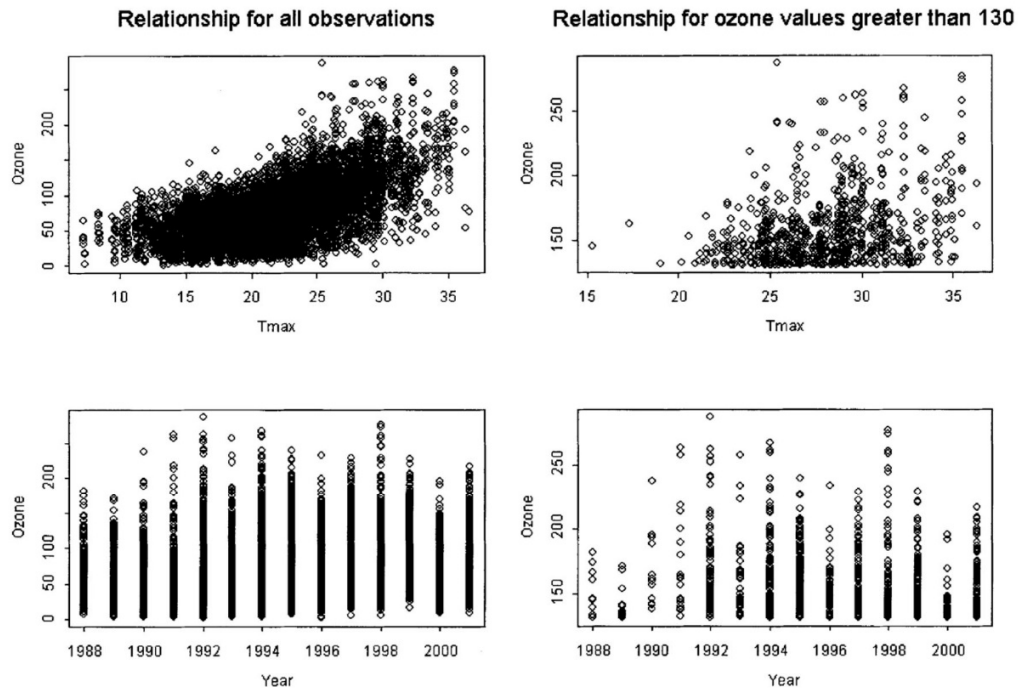 Relationship for all observations
Relationship for ozone values greater than 130
Ozone
0 50 100 200
10 15 20 25 30 35
Tmax
Ozone
150 200 250
15 20 25 30 35
Tmax
Ozone
0 50 100 200
1988 1990 1992 1994 1996 1998 2000
Year
Ozone
150 200 250
1988 1990 1992 1994 1996 1998 2000
Year